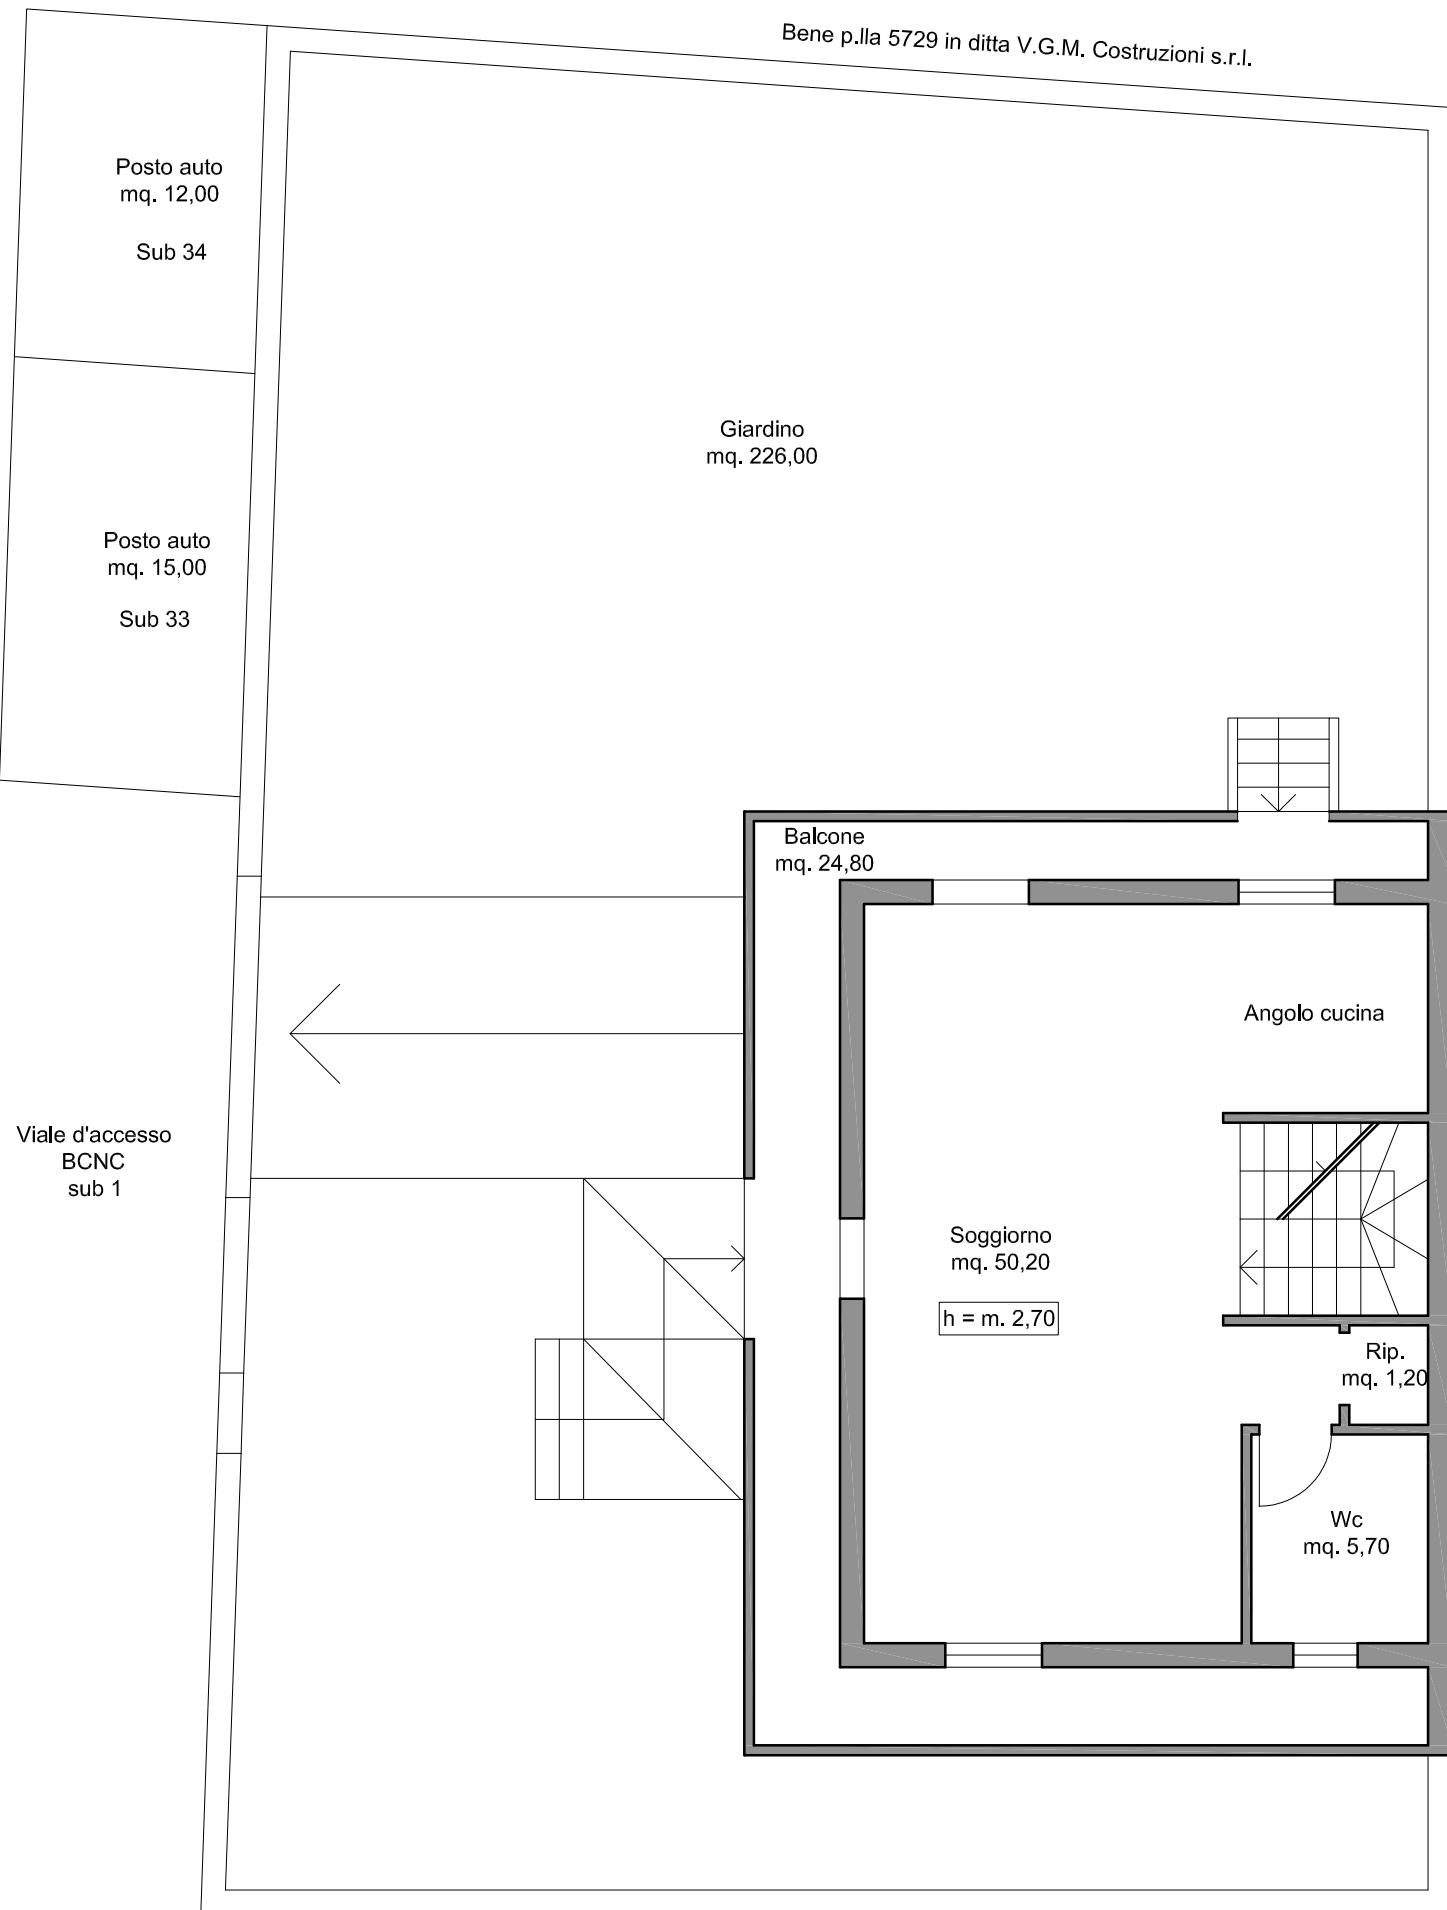 Bene p.lla 5729 in ditta V.G.M. Costruzioni s.r.l.
Posto auto
mq. 12,00
Sub 34
Giardino
mq. 226,00
Posto auto
mq. 15,00
Sub 33
Balcone
mq. 24,80
Angolo cucina
Viale d'accesso
BCNC
sub 1
Soggiorno
mq. 50,20
h = m. 2,70
Rip.
mq. 1,20
Wc
mq. 5,70